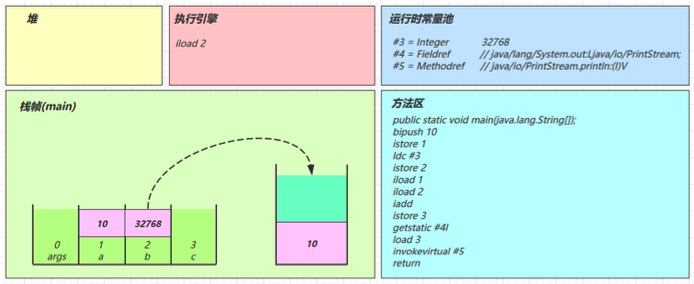 堆
执行引擎
iload 2
运行时常量池
#3 = Integer 32768
#4 = Fieldref // java/lang/System.out:Ljava/io/PrintStream;
#5 = Methodref // java/io/PrintStream.println:(I)V
栈帧(main)
10 32768
0 1 2 3
args a b c
10
方法区
public static void main(java.lang.String[]);
bipush 10
istore 1
ldc #3
istore 2
iload 1
iload 2
iadd
istore 3
getstatic #4I
load 3
invokevirtual #5
return